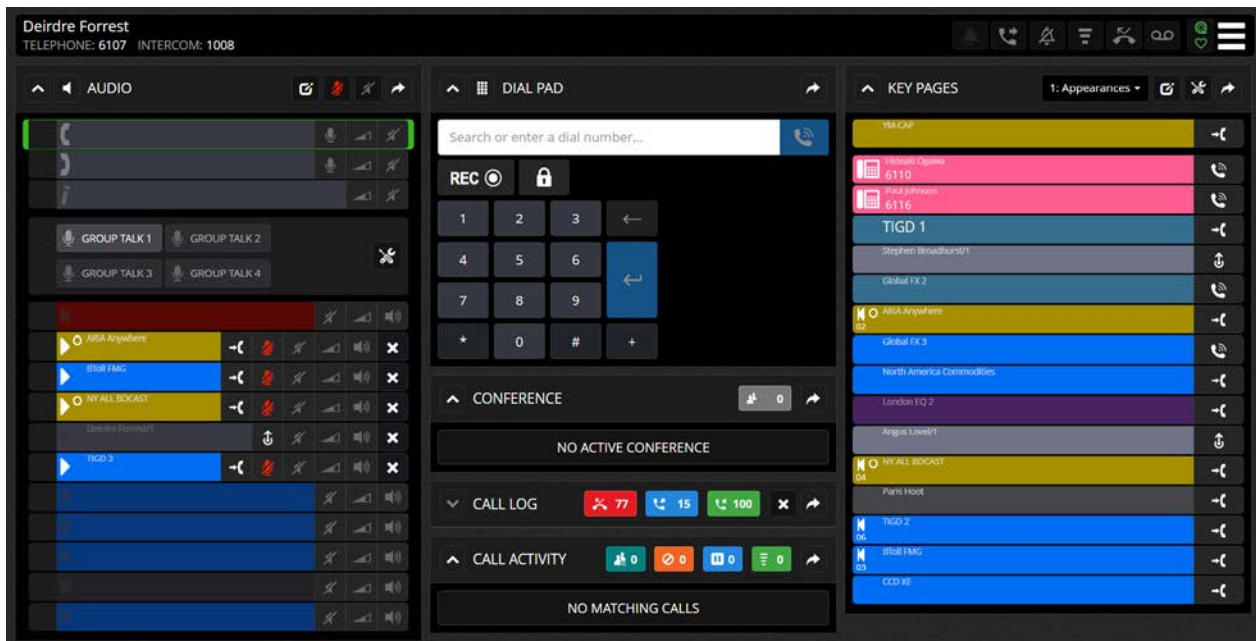 Deirdre Forrest
TELEPHONE: 6107 INTERCOM: 1008
AUDIO
GROUP TALK 1
GROUP TALK 2
GROUP TALK 3
GROUP TALK 4
ARIA Anywhere
BToll FMG
NY ALL BDCAST
TIGD 2
DIAL PAD
Search or enter a dial number...
REC
1 2 3
4 5 6
7 8 9
* 0 # +
CONFERENCE
0
NO ACTIVE CONFERENCE
CALL LOG
77
15
100
CALL ACTIVITY
0
0
0
0
NO MATCHING CALLS
KEY PAGES
1: Appearances
YM-CAP
Hideaki Ogawa
6110
Paul Johnson
6116
TIGD 1
Stephen Broadhurst/1
Global FX 2
ARIA Anywhere
02
Global FX 3
North America Commodities
London EQ 2
Angus Lovel/1
NY ALL BDCAST
04
Paris Hoot
TIGD 2
06
BToll FMG
03
CCD XE